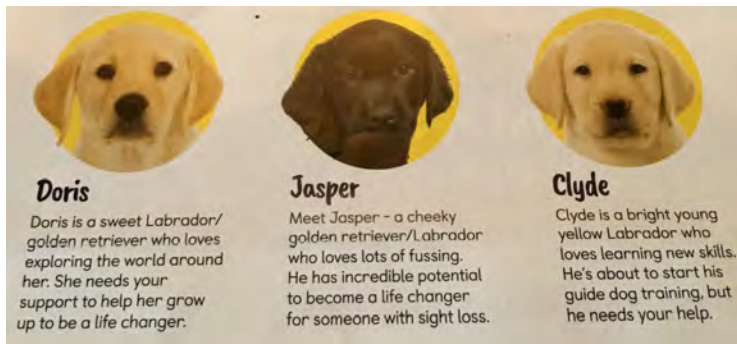 Doris
Doris is a sweet Labrador/
golden retriever who loves
exploring the world around
her. She needs your
support to help her grow
up to be a life changer.
Jasper
Meet Jasper - a cheeky
golden retriever/Labrador
who loves lots of fussing.
He has incredible potential
to become a life changer
for someone with sight loss.
Clyde
Clyde is a bright young
yellow Labrador who
loves learning new skills.
He's about to start his
guide dog training, but
he needs your help.